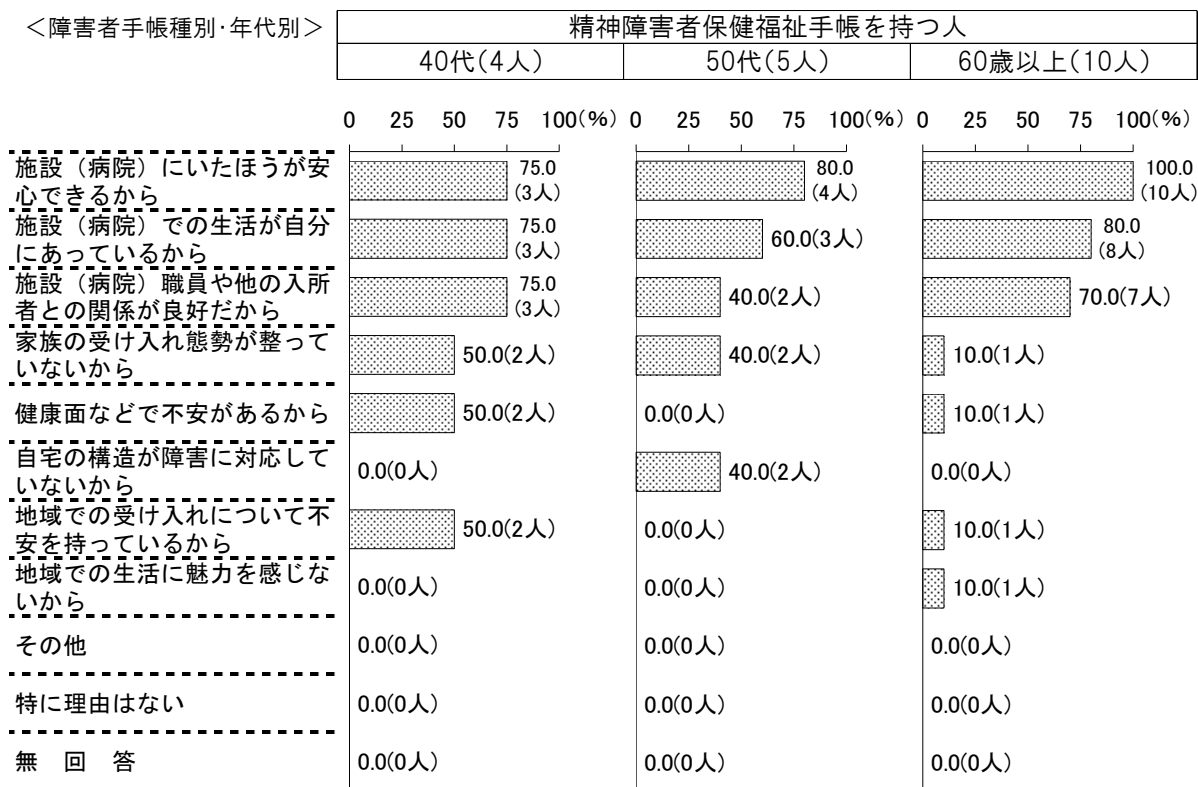 ＜障害者手帳種別･年代別＞
精神障害者保健福祉手帳を持つ人
40代(4人) 50代(5人) 60歳以上(10人)
0 25 50 75 100(%) 0 25 50 75 100(%) 0 25 50 75 100(%)
施設（病院）にいたほうが安
心できるから
75.0
(3人)
80.0
(4人)
100.0
(10人)
施設（病院）での生活が自分
にあっているから
75.0
(3人)
60.0(3人)
80.0
(8人)
施設（病院）職員や他の入所
者との関係が良好だから
75.0
(3人)
40.0(2人)
70.0(7人)
家族の受け入れ態勢が整って
いないから
50.0(2人) 40.0(2人) 10.0(1人)
健康面などで不安があるから 50.0(2人) 0.0(0人) 10.0(1人)
自宅の構造が障害に対応して
いないから
0.0(0人) 40.0(2人) 0.0(0人)
地域での受け入れについて不
安を持っているから
50.0(2人) 0.0(0人) 10.0(1人)
地域での生活に魅力を感じな
いから
0.0(0人) 0.0(0人) 10.0(1人)
その他 0.0(0人) 0.0(0人) 0.0(0人)
特に理由はない 0.0(0人) 0.0(0人) 0.0(0人)
無　回　答 0.0(0人) 0.0(0人) 0.0(0人)